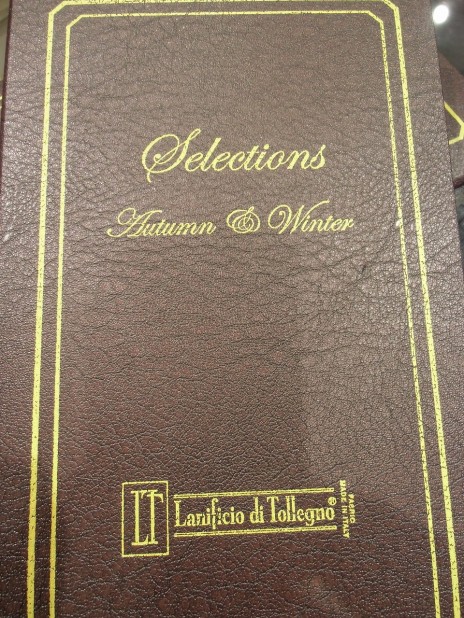 Selections
Autumn & Winter
LT
Lanificio di Tollegno®
FABRIC
MADE IN ITALY